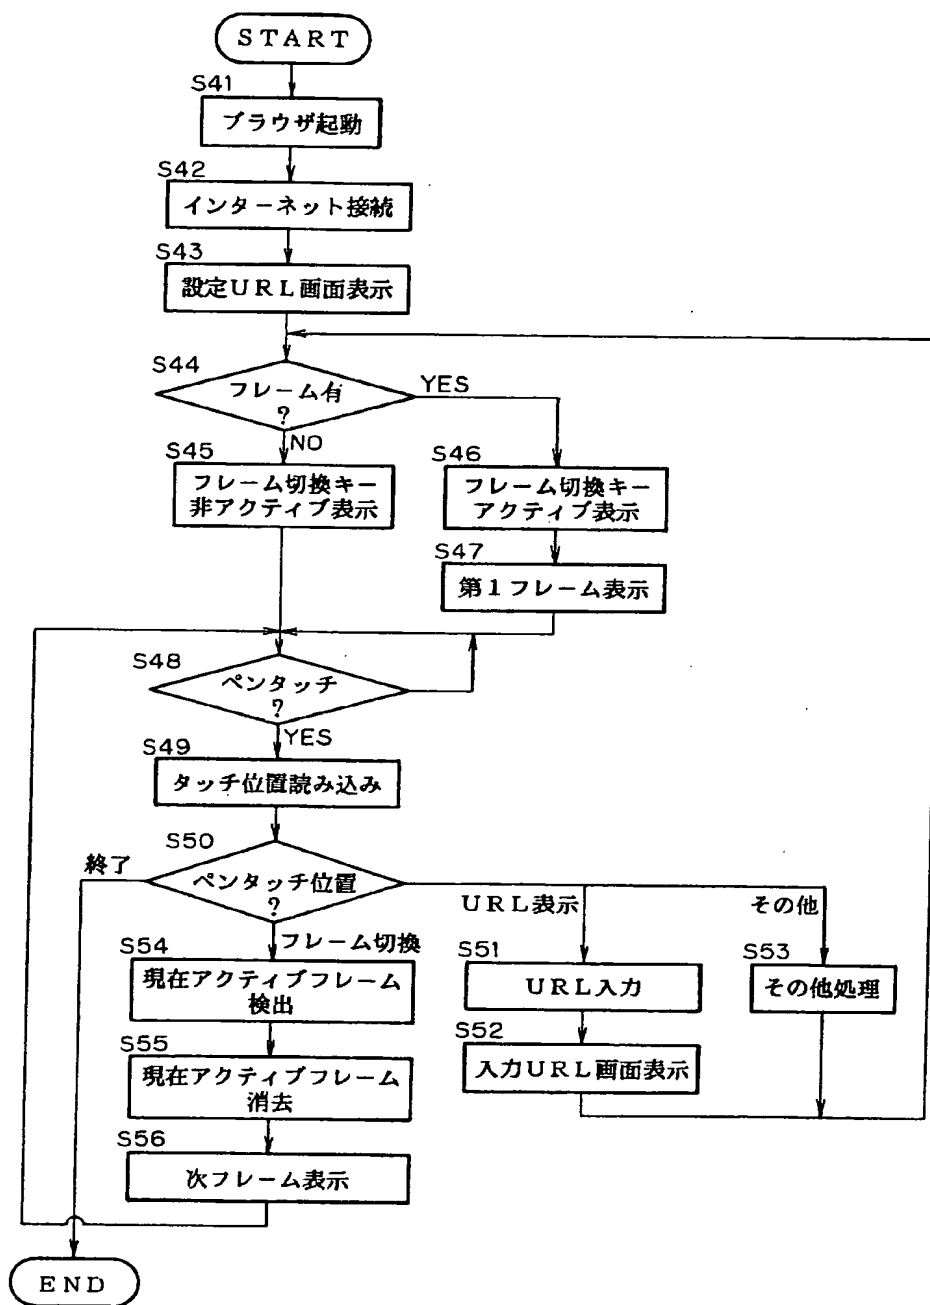 START
S41
ブラウザ起動
S42
インターネット接続
S43
設定URL画面表示
S44
フレーム有
?
YES
NO
S45
フレーム切換キー
非アクティブ表示
S46
フレーム切換キー
アクティブ表示
S47
第1フレーム表示
S48
ペンタッチ
?
YES
S49
タッチ位置読み込み
S50
ペンタッチ位置
?
終了
フレーム切換
URL表示
その他
S54
現在アクティブフレーム
検出
S51
URL入力
S53
その他処理
S55
現在アクティブフレーム
消去
S52
入力URL画面表示
S56
次フレーム表示
END